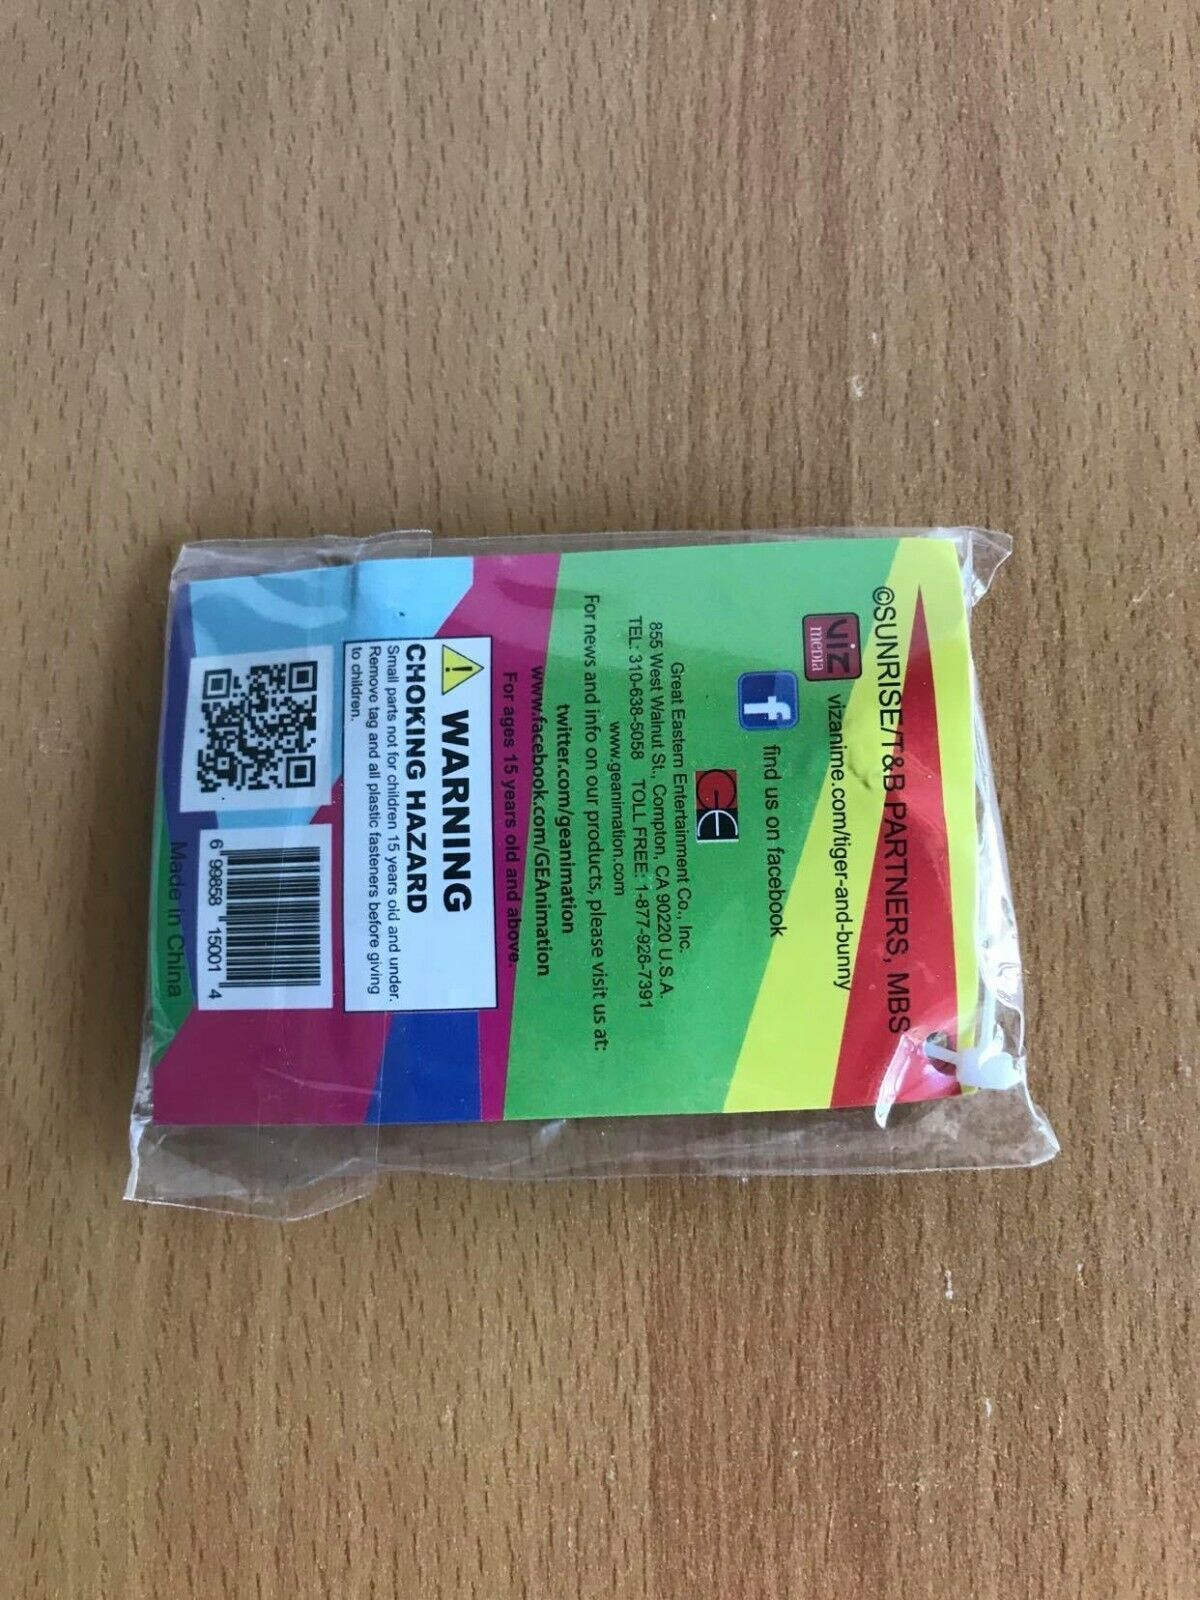 ©SUNRISE/T&B PARTNERS, MBS
viz
media
vizanime.com/tiger-and-bunny
f
find us on facebook
GE
Great Eastern Entertainment Co., Inc.
855 West Walnut St., Compton, CA 90220 U.S.A.
TEL: 310-638-5058 TOLL FREE: 1-877-926-7391
www.geanimation.com
For news and info on our products, please visit us at:
twitter.com/geanimation
www.facebook.com/GEAnimation
For ages 15 years old and above.
WARNING
CHOKING HAZARD
Small parts not for children 15 years old and under.
Remove tag and all plastic fasteners before giving
to children.
6 99858 15001 4
Made in China